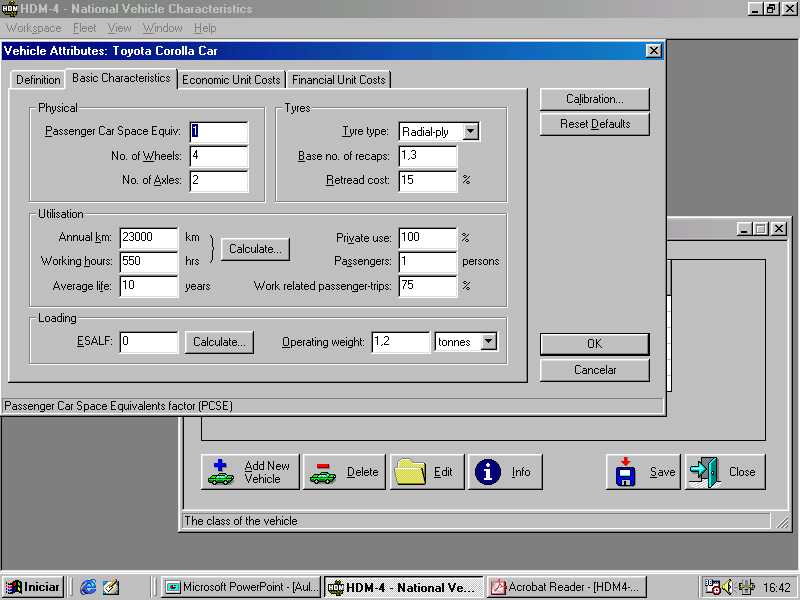 HDM-4 - National Vehicle Characteristics
Workspace Fleet View Window Help
Vehicle Attributes: Toyota Corolla Car
Definition Basic Characteristics Economic Unit Costs Financial Unit Costs
Calibration...
Reset Defaults
Physical
Passenger Car Space Equiv: 1
No. of Wheels: 4
No. of Axles: 2
Tyres
Tyre type: Radial-ply
Base no. of recaps: 1,3
Retread cost: 15 %
Utilisation
Annual km: 23000 km
Working hours: 550 hrs
Average life: 10 years
Calculate...
Private use: 100 %
Passengers: 1 persons
Work related passenger-trips: 75 %
Loading
ESALF: 0 Calculate... Operating weight: 1,2 tonnes
OK
Cancelar
Passenger Car Space Equivalents factor (PCSE)
Add New Vehicle Delete Edit Info Save Close
The class of the vehicle
Iniciar Microsoft PowerPoint - [Aul... HDM-4 - National Ve... Acrobat Reader - [HDM4-... 16:42